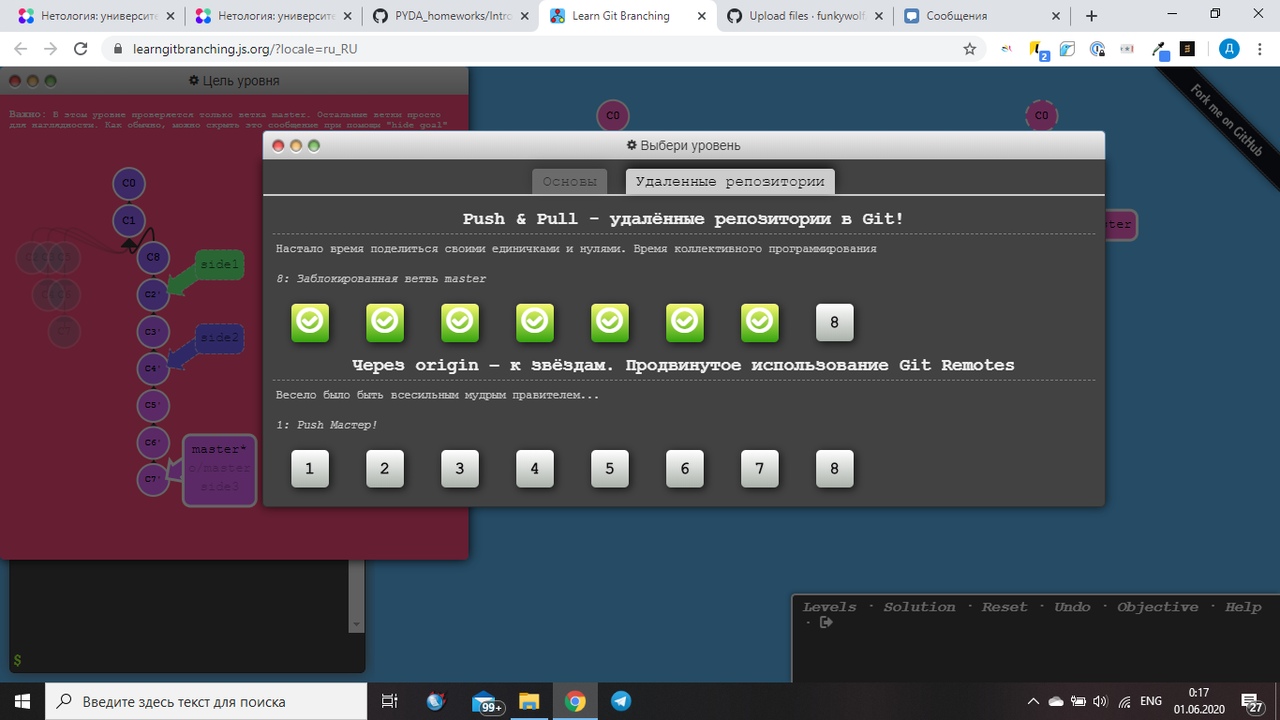 Нетология: университе
Нетология: университе
PYDA_homeworks/Intro
Learn Git Branching
Upload files · funkywolf
Сообщения
learngitbranching.js.org/?locale=ru_RU
2
Д
Цель уровня
Важно: В этом уровне проверяется только ветка master. Остальные ветки просто
для наглядности. Как обычно, можно скрыть это сообщение при помощи "hide goal"
C0
C0
Fork me on GitHub
Выбери уровень
Основы
Удаленные репозитории
Push & Pull - удалённые репозитории в Git!
Настало время поделиться своими единичками и нулями. Время коллективного программирования
8: Заблокированная ветвь master
8
Через origin – к звёздам. Продвинутое использование Git Remotes
Весело было быть всесильным мудрым правителем...
1: Push Мастер!
1 2 3 4 5 6 7 8
C0
C1
C8
side1
C2'
C3'
side2
C4'
C5'
C6'
master*
o/master
side3
C7'
ter
$
Levels · Solution · Reset · Undo · Objective · Help
·
Введите здесь текст для поиска
99+
ENG
0:17
01.06.2020
27